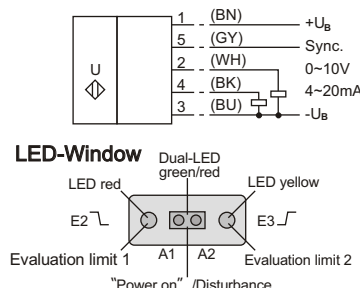 1 (BN) +UB
5 (GY) Sync.
2 (WH) 0~10V
U
4 (BK) 4~20mA
3 (BU) -UB
LED-Window
Dual-LED
green/red
LED red
LED yellow
E2
E3
A1 A2
Evaluation limit 1
Evaluation limit 2
"Power on" /Disturbance